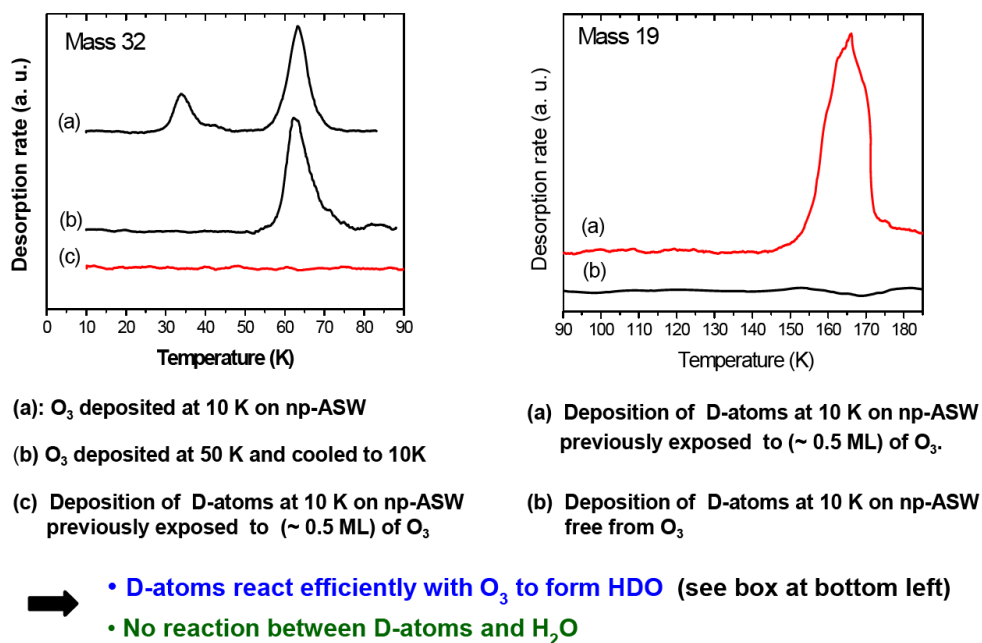 Mass 32
(a)
(b)
(c)
Desorption rate (a. u.)
0 10 20 30 40 50 60 70 80 90
Temperature (K)
Mass 19
(a)
(b)
Desorption rate (a. u.)
90 100 110 120 130 140 150 160 170 180
Temperature (K)
(a): O₃ deposited at 10 K on np-ASW
(b) O₃ deposited at 50 K and cooled to 10K
(c) Deposition of D-atoms at 10 K on np-ASW
previously exposed to (~ 0.5 ML) of O₃
(a) Deposition of D-atoms at 10 K on np-ASW
previously exposed to (~ 0.5 ML) of O₃.
(b) Deposition of D-atoms at 10 K on np-ASW
free from O₃
• D-atoms react efficiently with O₃ to form HDO (see box at bottom left)
• No reaction between D-atoms and H₂O